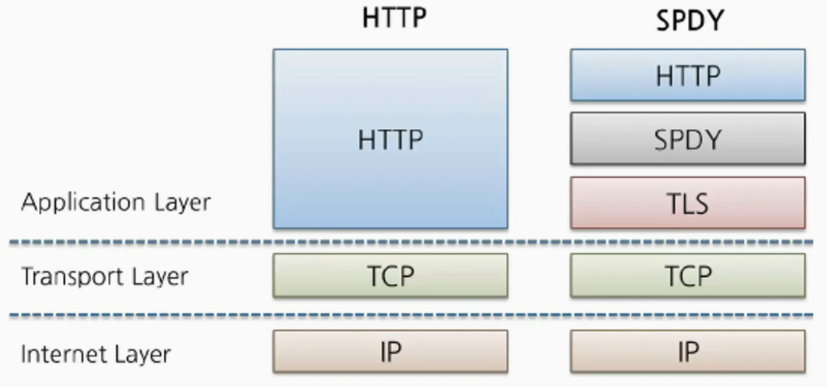 HTTP SPDY
HTTP
HTTP
SPDY
Application Layer TLS
Transport Layer TCP TCP
Internet Layer IP IP